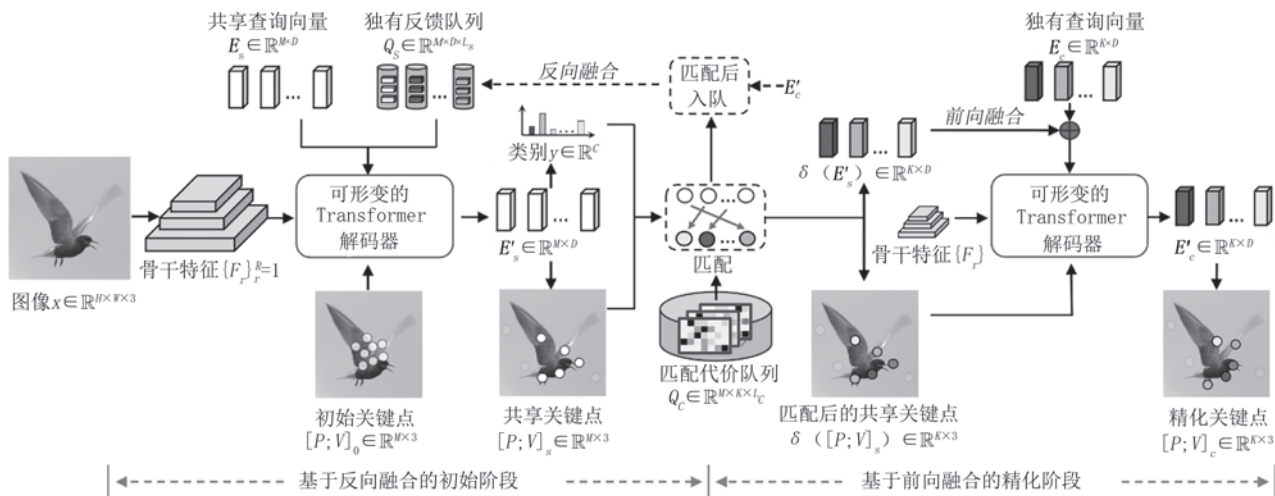 共享查询向量
E_s∈ℝ^{M×D}
独有反馈队列
Q_S∈ℝ^{M×D×L_S}
反向融合
匹配后
入队
E'_c
独有查询向量
E_c∈ℝ^{K×D}
前向融合
类别y∈ℝ^C
δ（E'_s）∈ℝ^{K×D}
可形变的
Transformer
解码器
可形变的
Transformer
解码器
E'_s∈ℝ^{M×D}
匹配
骨干特征{F_r}
E'_c∈ℝ^{K×D}
骨干特征{F_r}_r^R=1
图像x∈ℝ^{H×W×3}
初始关键点
[P;V]_0∈ℝ^{M×3}
共享关键点
[P;V]_s∈ℝ^{M×3}
匹配代价队列
Q_C∈ℝ^{M×K×L_C}
匹配后的共享关键点
δ（[P;V]_s）∈ℝ^{K×3}
精化关键点
[P;V]_c∈ℝ^{K×3}
基于反向融合的初始阶段
基于前向融合的精化阶段